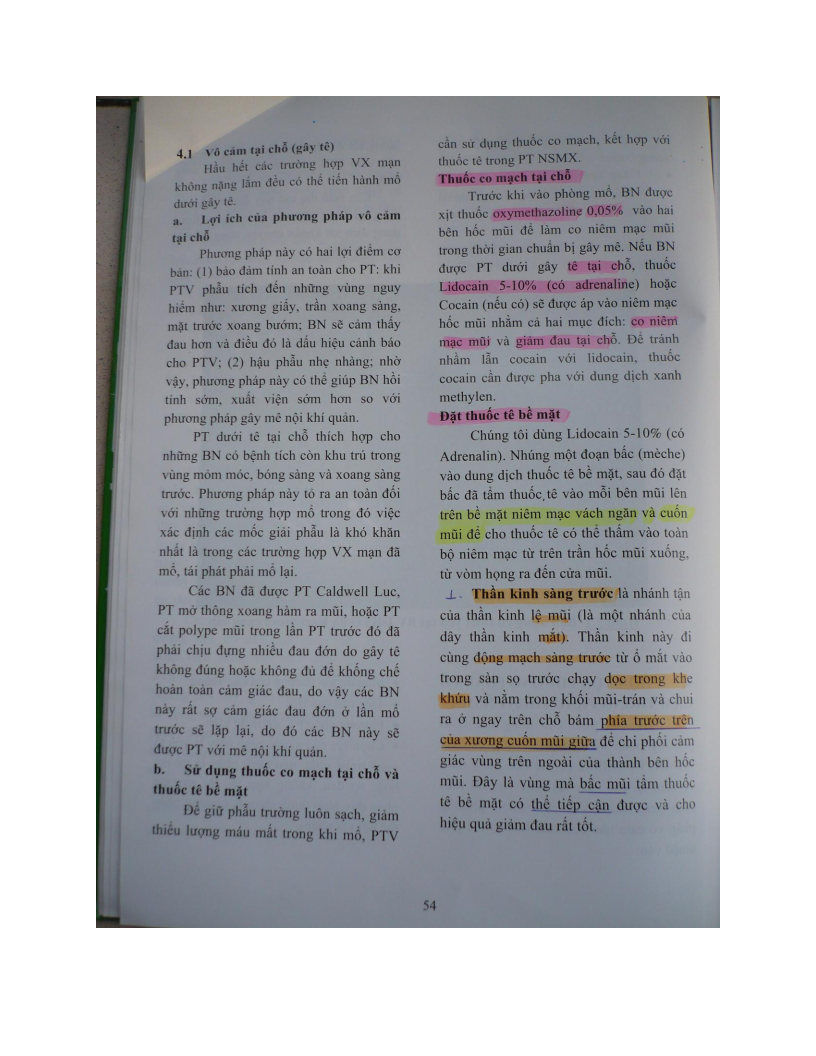 4.1 Vô cảm tại chỗ (gây tê)
Hầu hết các trường hợp VX mạn
không nặng lắm đều có thể tiến hành mổ
dưới gây tê.
a. Lợi ích của phương pháp vô cảm
tại chỗ
Phương pháp này có hai lợi điểm cơ
bản: (1) bảo đảm tính an toàn cho PT: khi
PTV phẫu tích đến những vùng nguy
hiểm như: xương giấy, trần xoang sàng,
mặt trước xoang bướm; BN sẽ cảm thấy
đau hơn và điều đó là dấu hiệu cảnh báo
cho PTV; (2) hậu phẫu nhẹ nhàng; nhờ
vậy, phương pháp này có thể giúp BN hồi
tỉnh sớm, xuất viện sớm hơn so với
phương pháp gây mê nội khí quản.
PT dưới tê tại chỗ thích hợp cho
những BN có bệnh tích còn khu trú trong
vùng mỏm móc, bóng sàng và xoang sàng
trước. Phương pháp này tỏ ra an toàn đối
với những trường hợp mổ trong đó việc
xác định các mốc giải phẫu là khó khăn
nhất là trong các trường hợp VX mạn đã
mổ, tái phát phải mổ lại.
Các BN đã được PT Caldwell Luc,
PT mở thông xoang hàm ra mũi, hoặc PT
cắt polype mũi trong lần PT trước đó đã
phải chịu đựng nhiều đau đớn do gây tê
không đúng hoặc không đủ để khống chế
hoàn toàn cảm giác đau, do vậy các BN
này rất sợ cảm giác đau đớn ở lần mổ
trước sẽ lặp lại, do đó các BN này sẽ
được PT với mê nội khí quản.
b. Sử dụng thuốc co mạch tại chỗ và
thuốc tê bề mặt
Để giữ phẫu trường luôn sạch, giảm
thiểu lượng máu mất trong khi mổ, PTV
cần sử dụng thuốc co mạch, kết hợp với
thuốc tê trong PT NSMX.
Thuốc co mạch tại chỗ
Trước khi vào phòng mổ, BN được
xịt thuốc oxymethazoline 0,05% vào hai
bên hốc mũi để làm co niêm mạc mũi
trong thời gian chuẩn bị gây mê. Nếu BN
được PT dưới gây tê tại chỗ, thuốc
Lidocain 5-10% (có adrenaline) hoặc
Cocain (nếu có) sẽ được áp vào niêm mạc
hốc mũi nhằm cả hai mục đích: co niêm
mạc mũi và giảm đau tại chỗ. Để tránh
nhầm lẫn cocain với lidocain, thuốc
cocain cần được pha với dung dịch xanh
methylen.
Đặt thuốc tê bề mặt
Chúng tôi dùng Lidocain 5-10% (có
Adrenalin). Nhúng một đoạn bấc (mèche)
vào dung dịch thuốc tê bề mặt, sau đó đặt
bấc đã tẩm thuốc tê vào mỗi bên mũi lên
trên bề mặt niêm mạc vách ngăn và cuốn
mũi để cho thuốc tê có thể thấm vào toàn
bộ niêm mạc từ trên trần hốc mũi xuống,
từ vòm họng ra đến cửa mũi.
1. Thần kinh sàng trước là nhánh tận
của thần kinh lệ mũi (là một nhánh của
dây thần kinh mắt). Thần kinh này đi
cùng động mạch sàng trước từ ổ mắt vào
trong sàn sọ trước chạy dọc trong khe
khứu và nằm trong khối mũi-trán và chui
ra ở ngay trên chỗ bám phía trước trên
của xương cuốn mũi giữa để chi phối cảm
giác vùng trên ngoài của thành bên hốc
mũi. Đây là vùng mà bấc mũi tẩm thuốc
tê bề mặt có thể tiếp cận được và cho
hiệu quả giảm đau rất tốt.
54